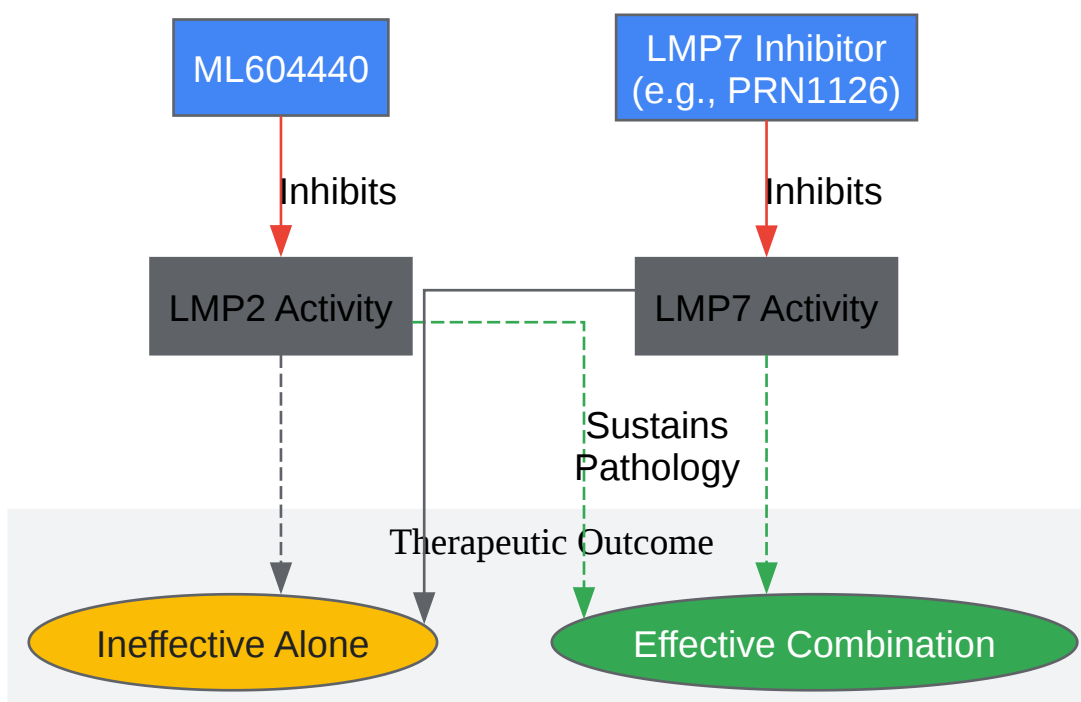 ML604440
LMP7 Inhibitor
(e.g., PRN1126)
Inhibits
Inhibits
LMP2 Activity
LMP7 Activity
Sustains
Pathology
Therapeutic Outcome
Ineffective Alone
Effective Combination